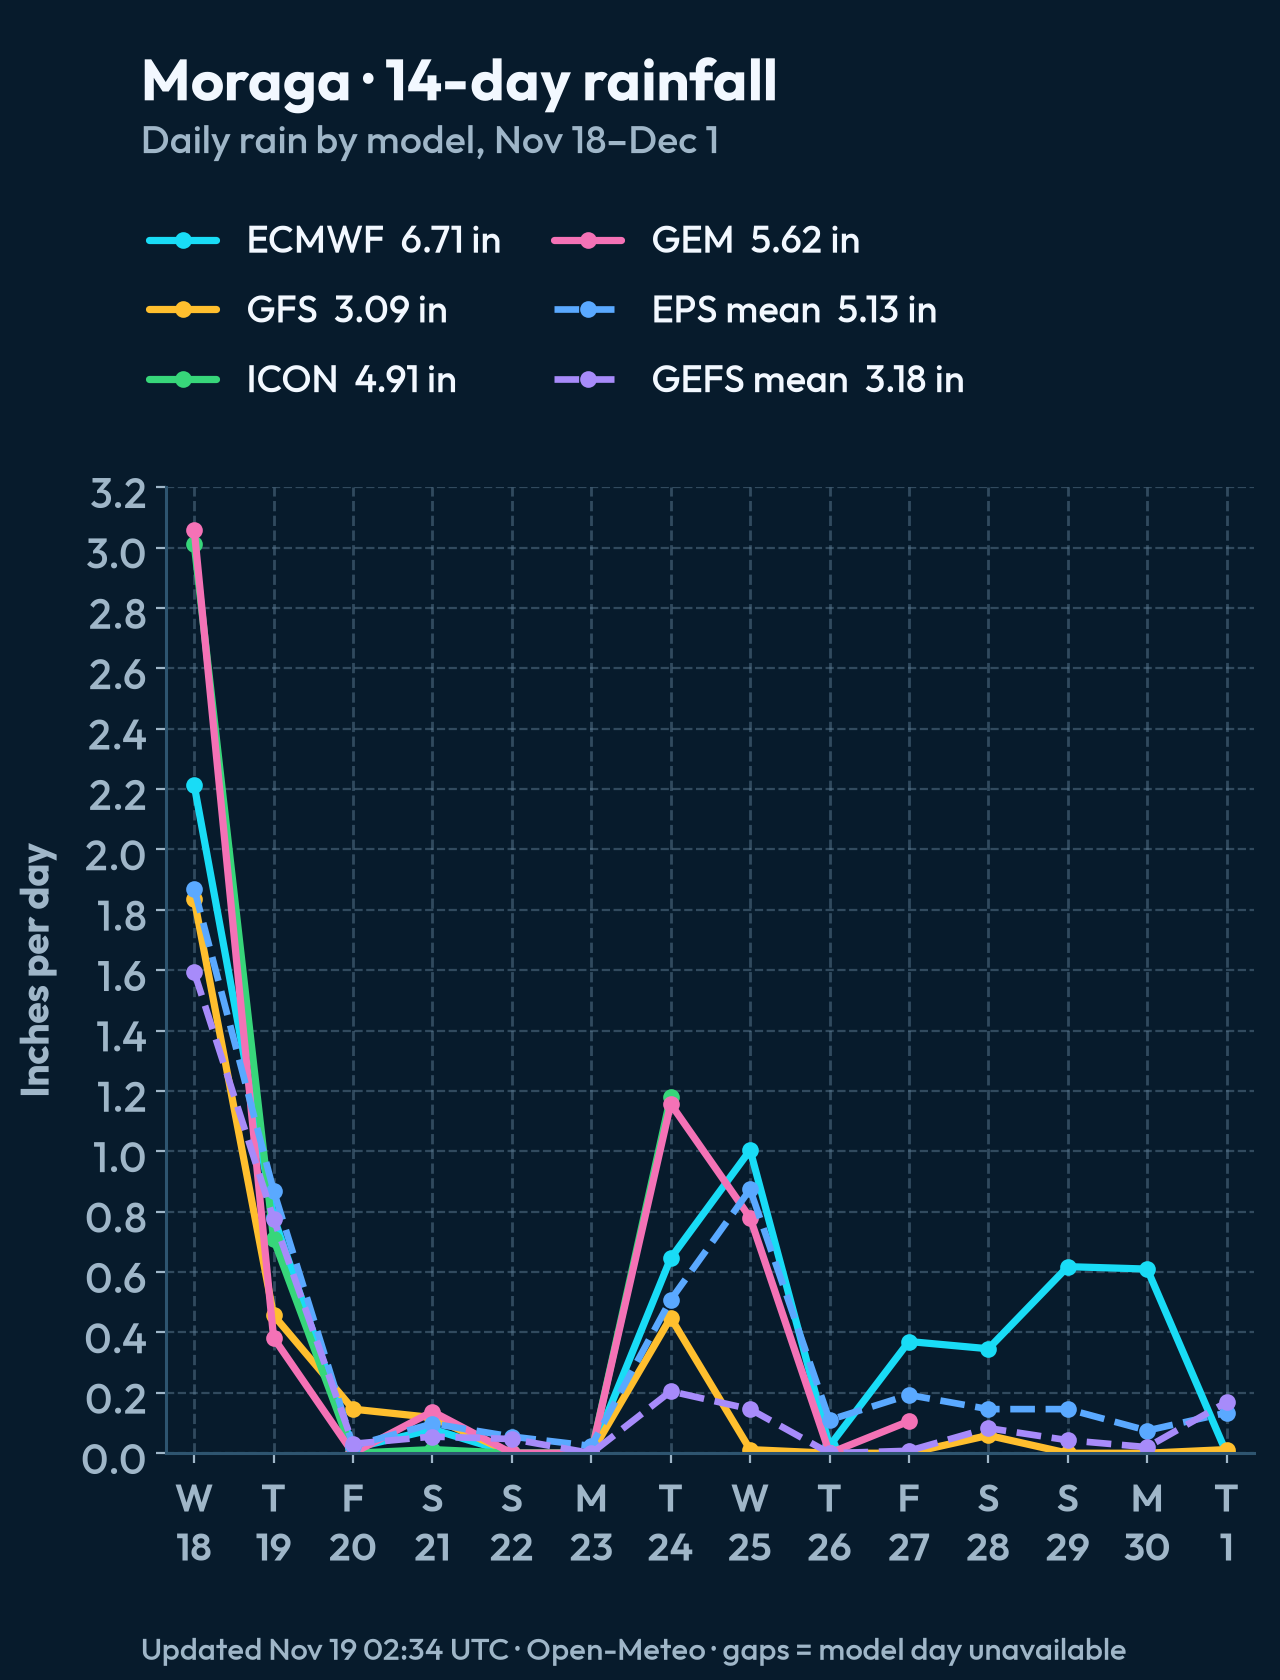 Moraga · 14-day rainfall
Daily rain by model, Nov 18–Dec 1
ECMWF 6.71 in
GEM 5.62 in
GFS 3.09 in
EPS mean 5.13 in
ICON 4.91 in
GEFS mean 3.18 in
Inches per day
3.2
3.0
2.8
2.6
2.4
2.2
2.0
1.8
1.6
1.4
1.2
1.0
0.8
0.6
0.4
0.2
0.0
W T F S S M T W T F S S M T
18 19 20 21 22 23 24 25 26 27 28 29 30 1
Updated Nov 19 02:34 UTC · Open-Meteo · gaps = model day unavailable